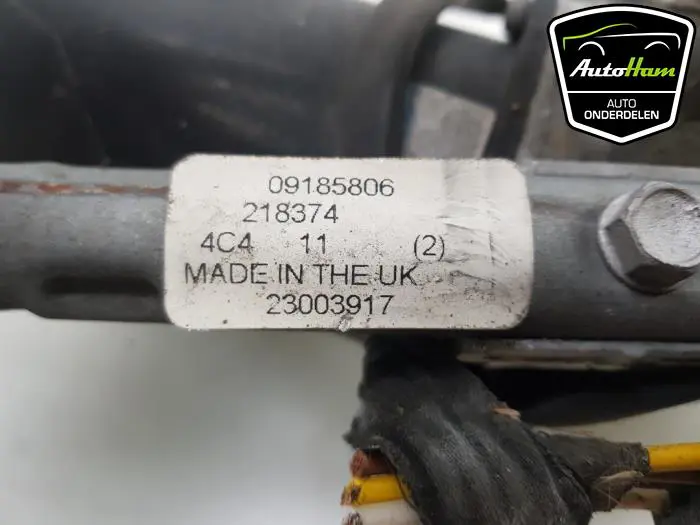 AutoHam
AUTO
ONDERDELEN
09185806
218374
4C4 11 (2)
MADE IN THE UK
23003917